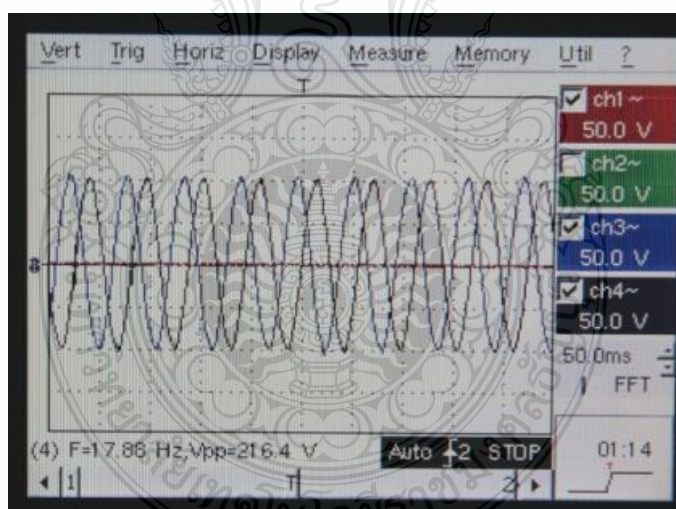 Vert Trig Horiz Display Measure Memory Util ?
T
ch1 ~
50.0 V
ch2~
50.0 V
ch3~
50.0 V
ch4~
50.0 V
50.0ms
FFT
(4) F=17.88 Hz,Vpp=216.4 V
Auto 2 STOP
01:14
1 T 2